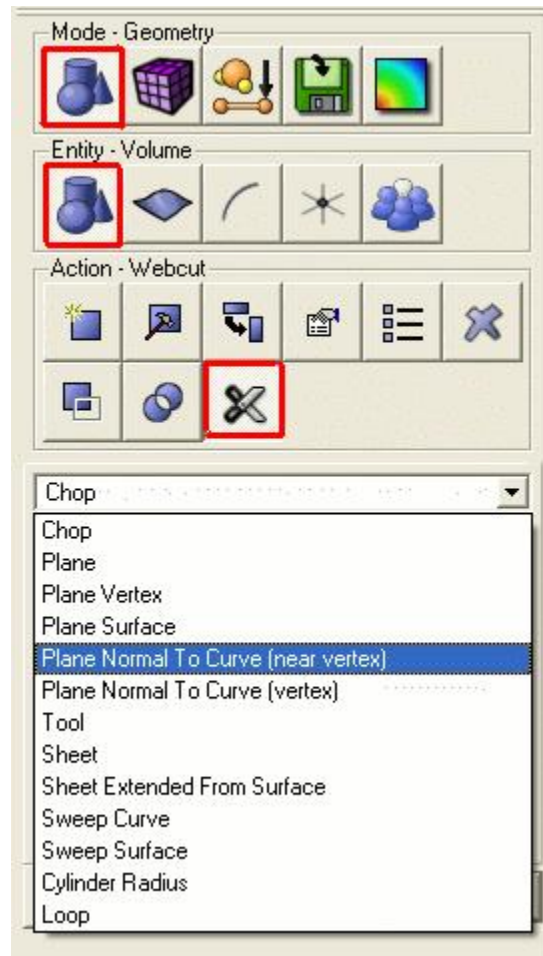 Mode - Geometry
Entity - Volume
Action - Webcut
Chop
Chop
Plane
Plane Vertex
Plane Surface
Plane Normal To Curve (near vertex)
Plane Normal To Curve (vertex)
Tool
Sheet
Sheet Extended From Surface
Sweep Curve
Sweep Surface
Cylinder Radius
Loop